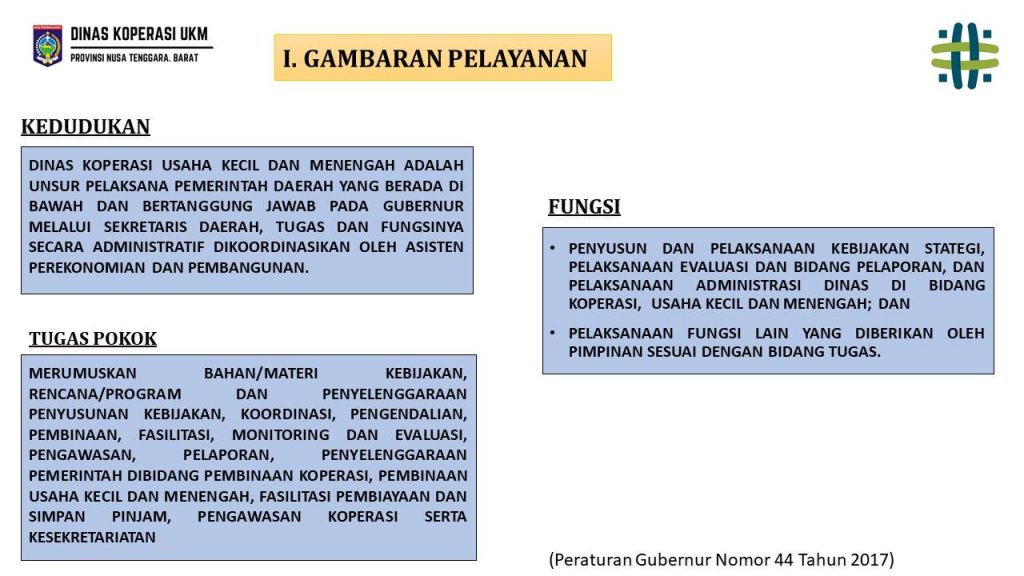 DINAS KOPERASI UKM
PROVINSI NUSA TENGGARA. BARAT
I. GAMBARAN PELAYANAN
KEDUDUKAN
DINAS KOPERASI USAHA KECIL DAN MENENGAH ADALAH
UNSUR PELAKSANA PEMERINTAH DAERAH YANG BERADA DI
BAWAH DAN BERTANGGUNG JAWAB PADA GUBERNUR
MELALUI SEKRETARIS DAERAH, TUGAS DAN FUNGSINYA
SECARA ADMINISTRATIF DIKOORDINASIKAN OLEH ASISTEN
PEREKONOMIAN DAN PEMBANGUNAN.
TUGAS POKOK
MERUMUSKAN BAHAN/MATERI KEBIJAKAN,
RENCANA/PROGRAM DAN PENYELENGGARAAN
PENYUSUNAN KEBIJAKAN, KOORDINASI, PENGENDALIAN,
PEMBINAAN, FASILITASI, MONITORING DAN EVALUASI,
PENGAWASAN, PELAPORAN, PENYELENGGARAAN
PEMERINTAH DIBIDANG PEMBINAAN KOPERASI, PEMBINAAN
USAHA KECIL DAN MENENGAH, FASILITASI PEMBIAYAAN DAN
SIMPAN PINJAM, PENGAWASAN KOPERASI SERTA
KESEKRETARIATAN
FUNGSI
• PENYUSUN DAN PELAKSANAAN KEBIJAKAN STATEGI,
PELAKSANAAN EVALUASI DAN BIDANG PELAPORAN, DAN
PELAKSANAAN ADMINISTRASI DINAS DI BIDANG
KOPERASI, USAHA KECIL DAN MENENGAH; DAN
• PELAKSANAAN FUNGSI LAIN YANG DIBERIKAN OLEH
PIMPINAN SESUAI DENGAN BIDANG TUGAS.
(Peraturan Gubernur Nomor 44 Tahun 2017)